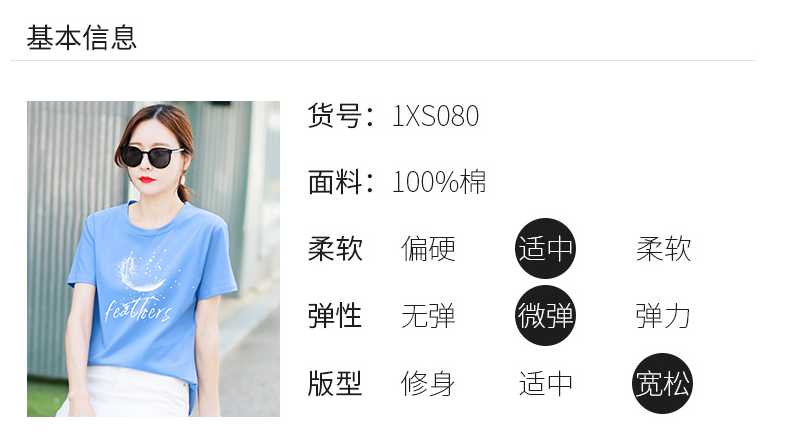 基本信息
货号：1XS080
面料：100%棉
柔软 偏硬 适中 柔软
feathers
弹性 无弹 微弹 弹力
版型 修身 适中 宽松